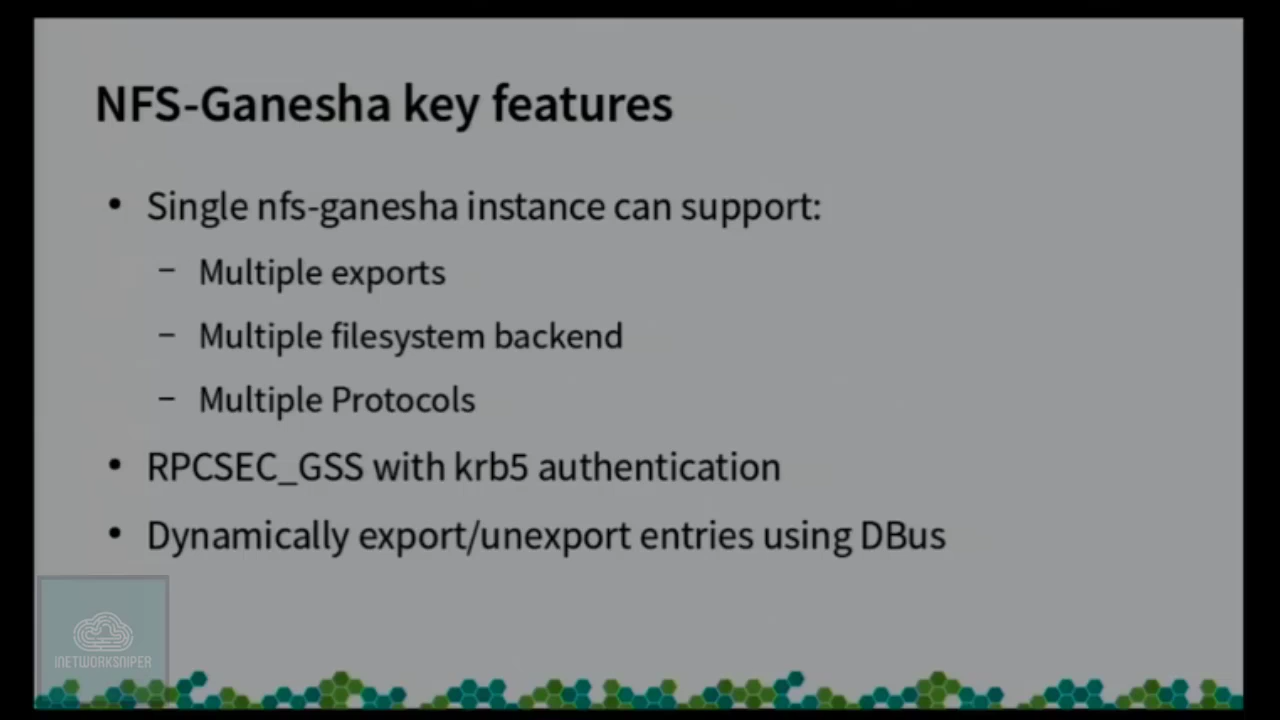 NFS-Ganesha key features
• Single nfs-ganesha instance can support:
– Multiple exports
– Multiple filesystem backend
– Multiple Protocols
• RPCSEC_GSS with krb5 authentication
• Dynamically export/unexport entries using DBus
INETWORKSNIPER